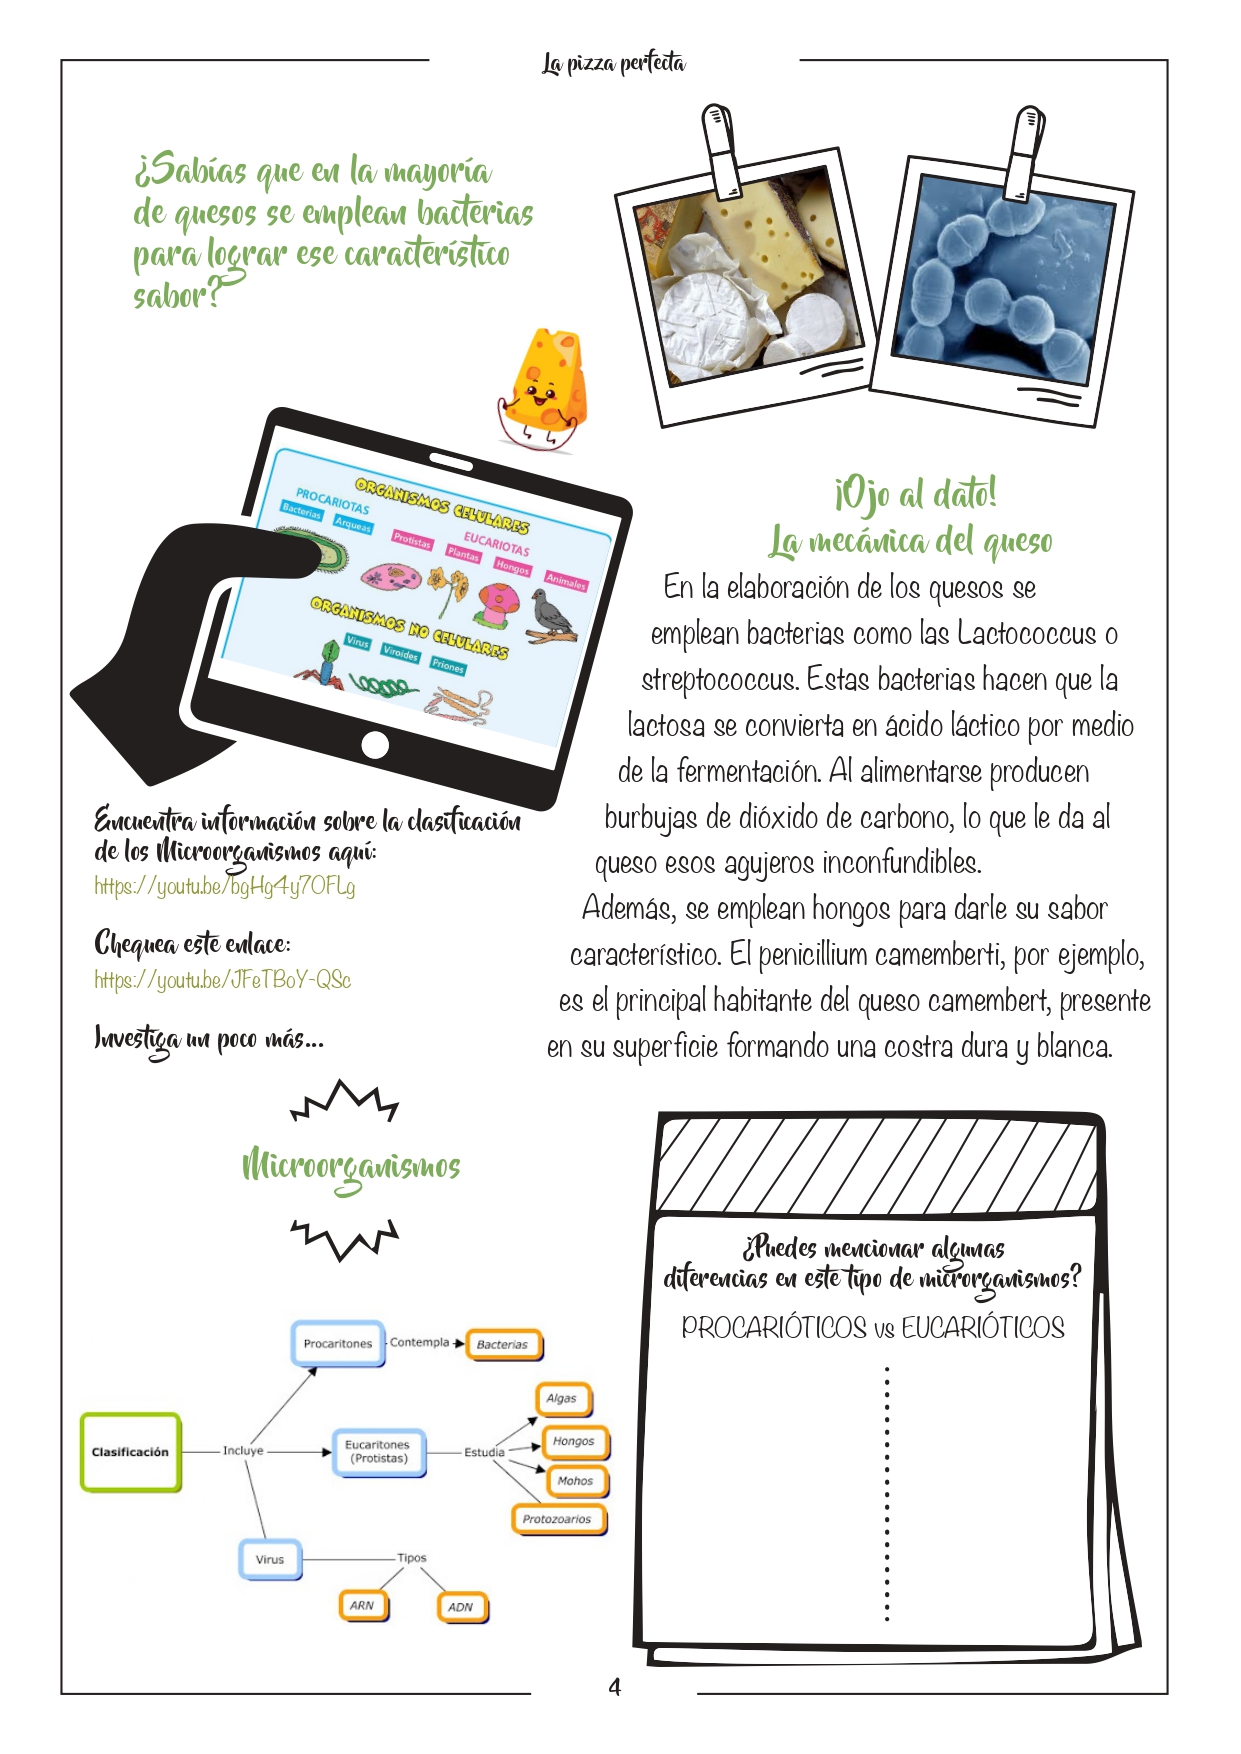 La pizza perfecta
¿Sabías que en la mayoría
de quesos se emplean bacterias
para lograr ese característico
sabor?
ORGANISMOS CELULARES
PROCARIOTAS
EUCARIOTAS
Bacterias
Arqueas
Protistas
Plantas
Hongos
Animales
ORGANISMOS NO CELULARES
Virus
Viroides
Priones
¡Ojo al dato!
La mecánica del queso
En la elaboración de los quesos se
emplean bacterias como las Lactococcus o
streptococcus. Estas bacterias hacen que la
lactosa se convierta en ácido láctico por medio
de la fermentación. Al alimentarse producen
burbujas de dióxido de carbono, lo que le da al
queso esos agujeros inconfundibles.
Además, se emplean hongos para darle su sabor
característico. El penicillium camemberti, por ejemplo,
es el principal habitante del queso camembert, presente
en su superficie formando una costra dura y blanca.
Encuentra información sobre la clasificación
de los Microorganismos aquí:
https://youtu.be/bgHg4y7OFLg
Chequea este enlace:
https://youtu.be/JFeTBoY-QSc
Investiga un poco más...
Microorganismos
Clasificación
Incluye
Procaritones
Contempla
Bacterias
Eucaritones
(Protistas)
Estudia
Algas
Hongos
Mohos
Protozoarios
Virus
Tipos
ARN
ADN
¿Puedes mencionar algunas
diferencias en este tipo de microrganismos?
PROCARIÓTICOS vs EUCARIÓTICOS
4